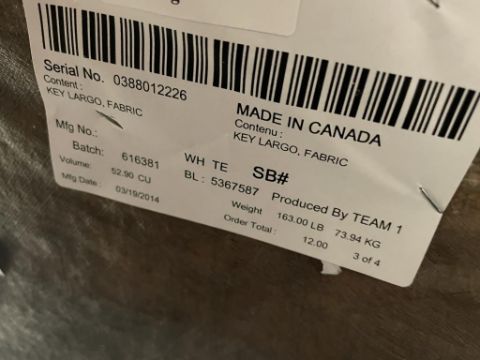 Serial No. 0388012226
Content :
KEY LARGO, FABRIC
MADE IN CANADA
Contenu :
KEY LARGO, FABRIC
Mfg No.:
Batch: 616381 WH TE SB#
Volume: 52.90 CU BL : 5367587 Produced By TEAM 1
Mfg.Date : 03/19/2014 Weight 163.00 LB 73.94 KG
Order Total : 12.00 3 of 4